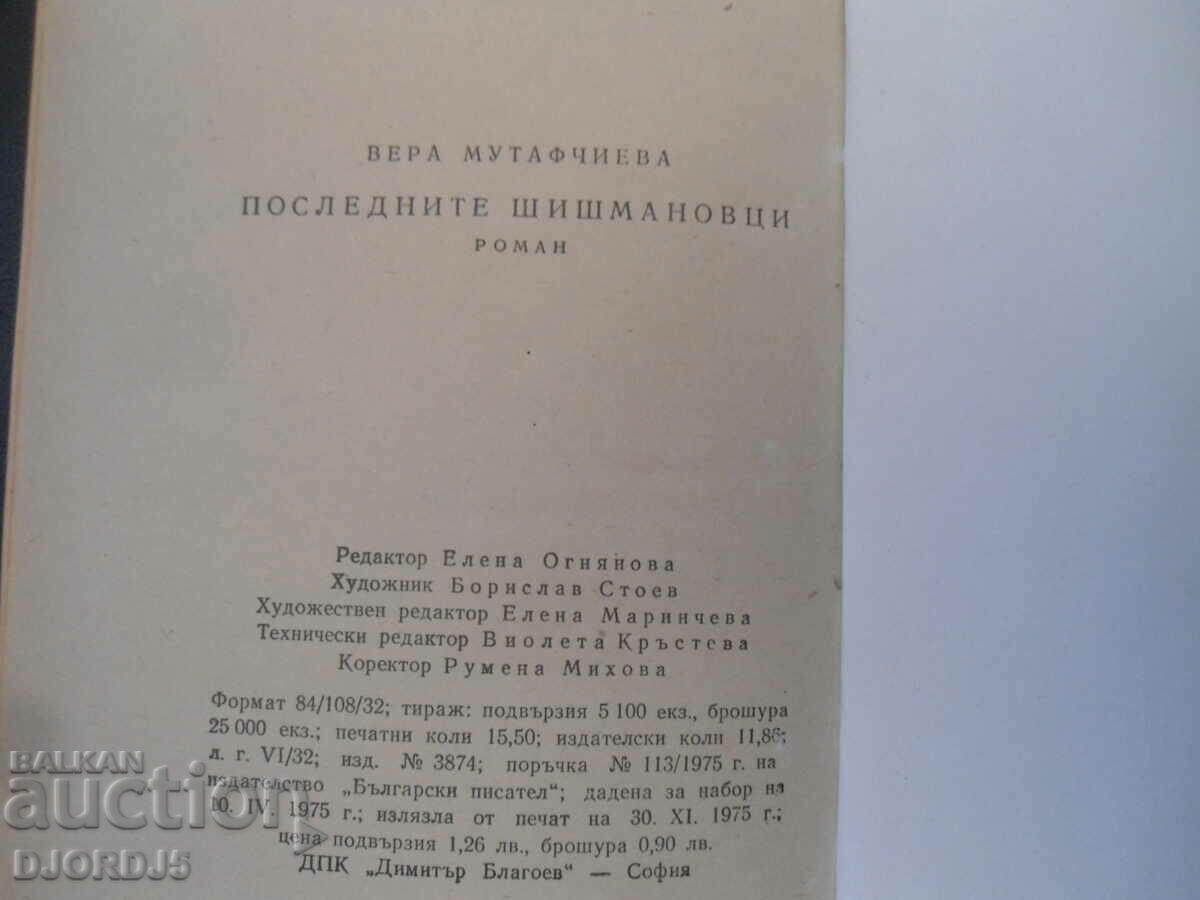 ВЕРА МУТАФЧИЕВА
ПОСЛЕДНИТЕ ШИШМАНОВЦИ
РОМАН
Редактор Елена Огнянова
Художник Борислав Стоев
Художествен редактор Елена Маринчева
Технически редактор Виолета Кръстева
Коректор Румена Михова
Формат 84/108/32; тираж: подвързия 5 100 екз., брошура
25 000 екз.; печатни коли 15,50; издателски коли 11,86;
л. г. VI/32; изд. № 3874; поръчка № 113/1975 г. на
издателство „Български писател“; дадена за набор на
10. IV. 1975 г.; излязла от печат на 30. XI. 1975 г.;
цена подвързия 1,26 лв., брошура 0,90 лв.
ДПК „Димитър Благоев“ — София
BALKAN
auction
DJORDJ5